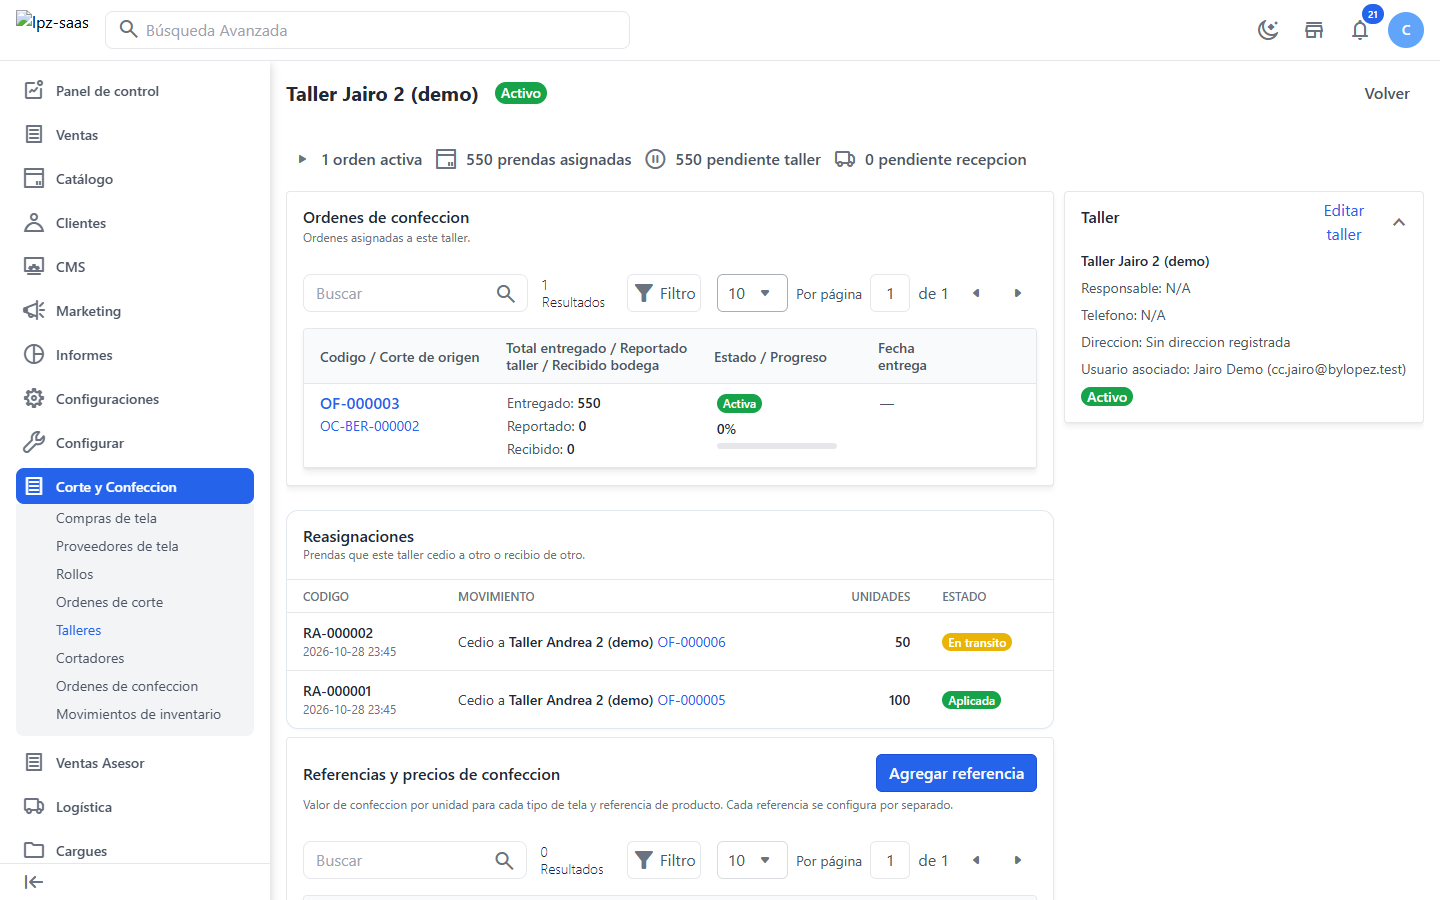 lpz-saas
Búsqueda Avanzada
21
C
Panel de control
Ventas
Catálogo
Clientes
CMS
Marketing
Informes
Configuraciones
Configurar
Corte y Confeccion
Compras de tela
Proveedores de tela
Rollos
Ordenes de corte
Talleres
Cortadores
Ordenes de confeccion
Movimientos de inventario
Ventas Asesor
Logística
Cargues
Taller Jairo 2 (demo)
Activo
Volver
1 orden activa
550 prendas asignadas
550 pendiente taller
0 pendiente recepcion
Ordenes de confeccion
Ordenes asignadas a este taller.
Buscar
1
Resultados
Filtro
10
Por página
1
de 1
Codigo / Corte de origen
Total entregado / Reportado
taller / Recibido bodega
Estado / Progreso
Fecha
entrega
OF-000003
OC-BER-000002
Entregado: 550
Reportado: 0
Recibido: 0
Activa
0%
—
Reasignaciones
Prendas que este taller cedio a otro o recibio de otro.
CODIGO
MOVIMIENTO
UNIDADES
ESTADO
RA-000002
2026-10-28 23:45
Cedio a Taller Andrea 2 (demo) OF-000006
50
En transito
RA-000001
2026-10-28 23:45
Cedio a Taller Andrea 2 (demo) OF-000005
100
Aplicada
Referencias y precios de confeccion
Agregar referencia
Valor de confeccion por unidad para cada tipo de tela y referencia de producto. Cada referencia se configura por separado.
Buscar
0
Resultados
Filtro
10
Por página
1
de 1
Taller
Editar
taller
Taller Jairo 2 (demo)
Responsable: N/A
Telefono: N/A
Direccion: Sin direccion registrada
Usuario asociado: Jairo Demo (cc.jairo@bylopez.test)
Activo